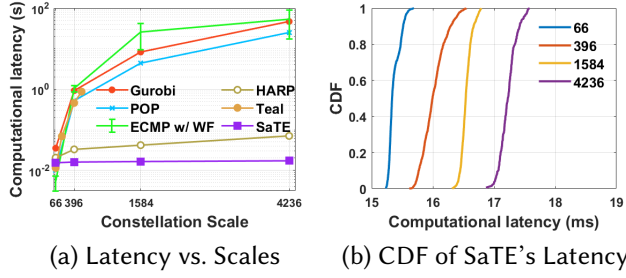 Computational latency (s)
10²
10⁰
10⁻²
Gurobi
POP
ECMP w/ WF
HARP
Teal
SaTE
66 396 1584 4236
Constellation Scale
(a) Latency vs. Scales
CDF
1
0.8
0.6
0.4
0.2
0
66
396
1584
4236
15 16 17 18 19
Computational latency (ms)
(b) CDF of SaTE's Latency